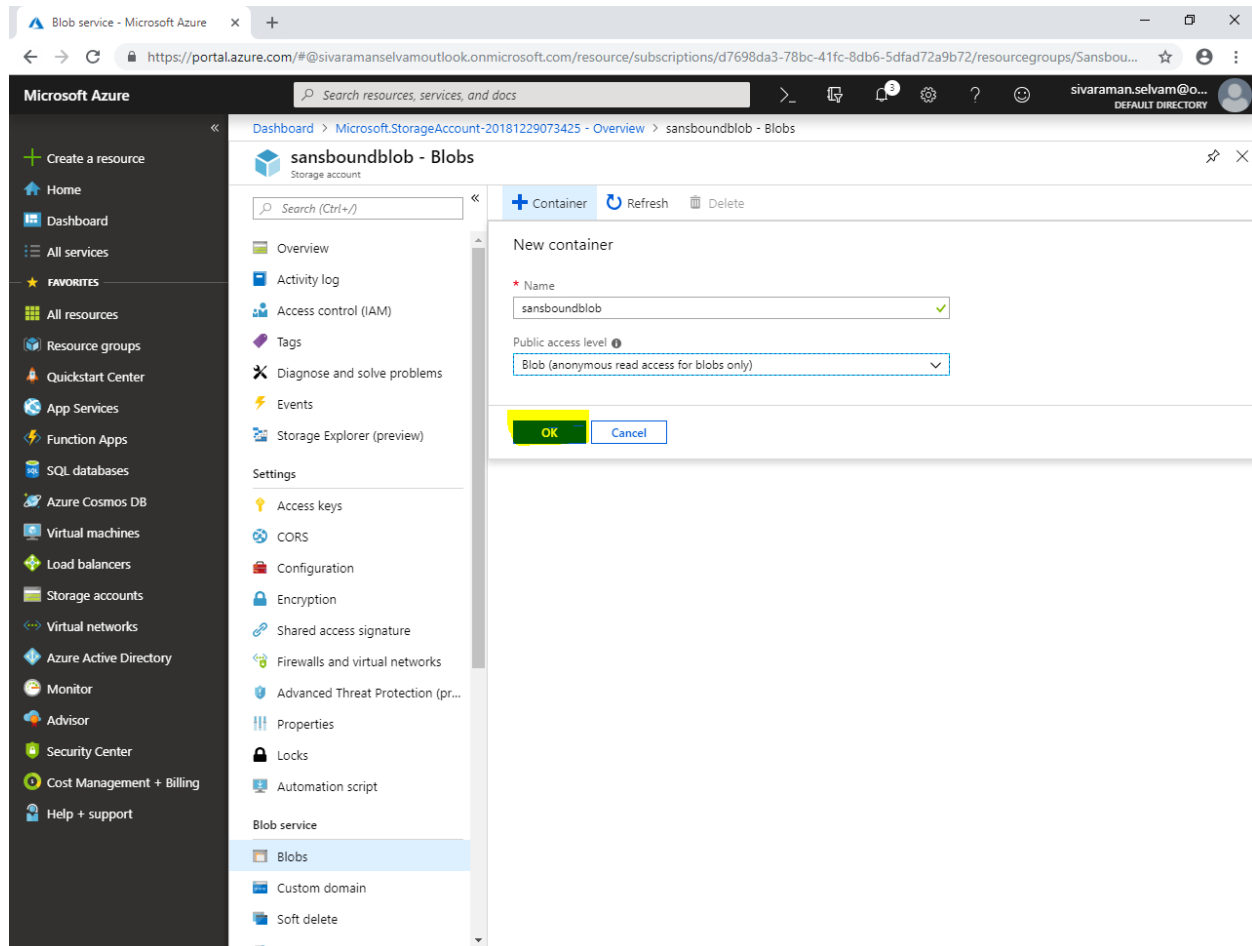 Blob service - Microsoft Azure
https://portal.azure.com/#@sivaramanselvamoutlook.onmicrosoft.com/resource/subscriptions/d7698da3-78bc-41fc-8db6-5dfad72a9b72/resourcegroups/Sansbou...
Microsoft Azure
Search resources, services, and docs
3
sivaraman.selvam@o...
DEFAULT DIRECTORY
Dashboard > Microsoft.StorageAccount-20181229073425 - Overview > sansboundblob - Blobs
sansboundblob - Blobs
Storage account
Create a resource
Home
Dashboard
All services
FAVORITES
All resources
Resource groups
Quickstart Center
App Services
Function Apps
SQL databases
Azure Cosmos DB
Virtual machines
Load balancers
Storage accounts
Virtual networks
Azure Active Directory
Monitor
Advisor
Security Center
Cost Management + Billing
Help + support
Search (Ctrl+/)
Overview
Activity log
Access control (IAM)
Tags
Diagnose and solve problems
Events
Storage Explorer (preview)
Settings
Access keys
CORS
Configuration
Encryption
Shared access signature
Firewalls and virtual networks
Advanced Threat Protection (pr...
Properties
Locks
Automation script
Blob service
Blobs
Custom domain
Soft delete
Container Refresh Delete
New container
* Name
sansboundblob
Public access level
Blob (anonymous read access for blobs only)
OK Cancel